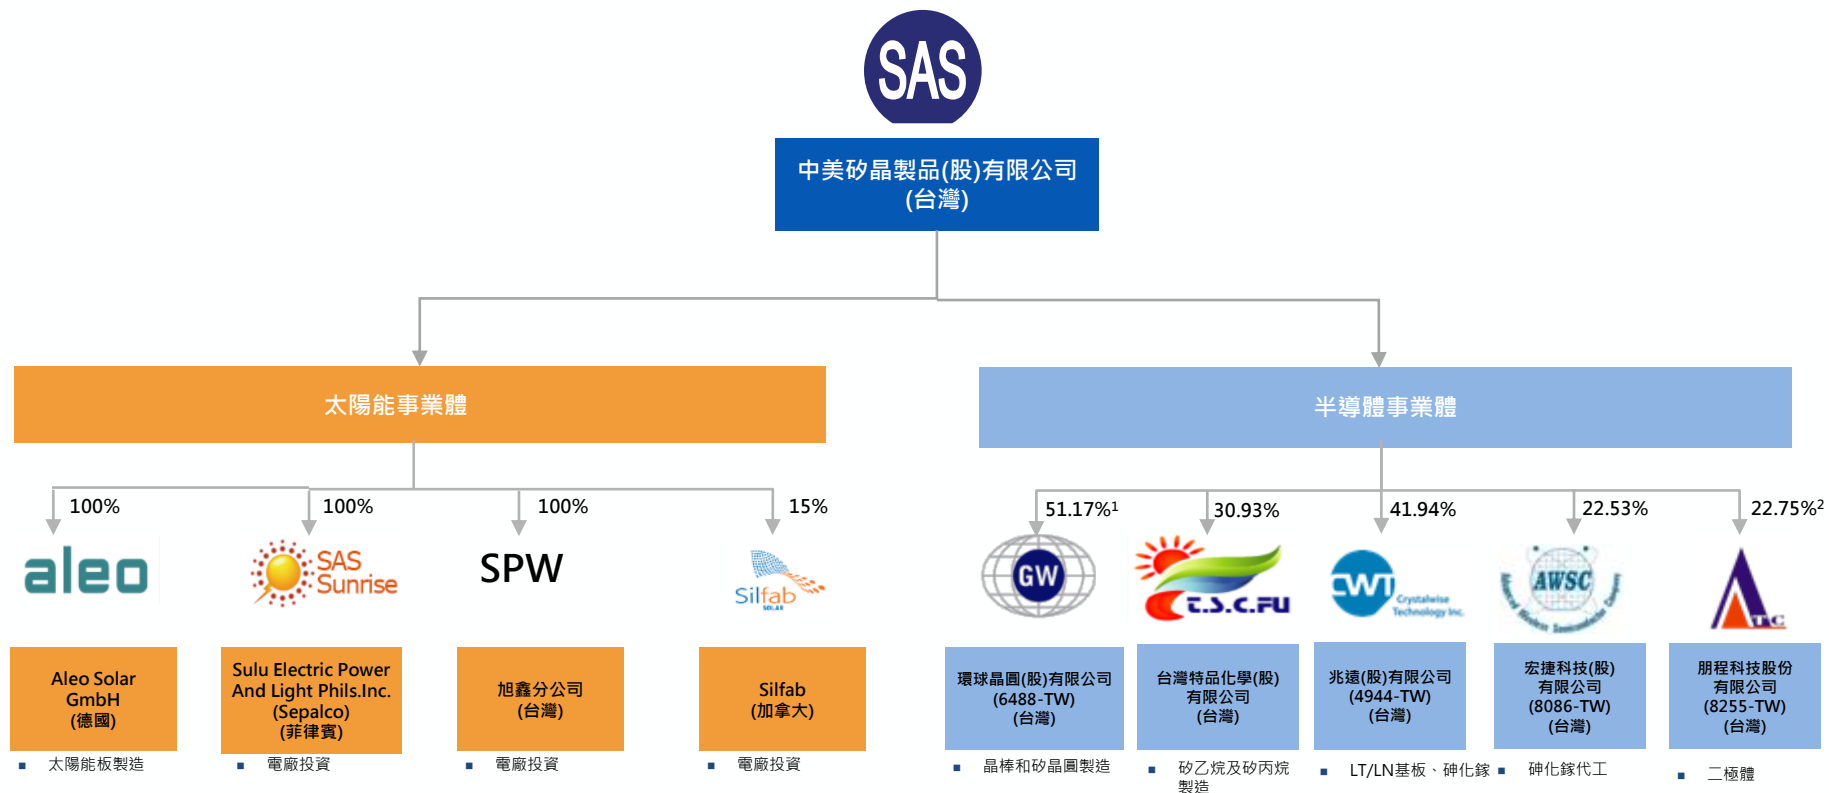 SAS
中美矽晶製品(股)有限公司
(台灣)
太陽能事業體
半導體事業體
100%
100%
100%
15%
51.17%¹
30.93%
41.94%
22.53%
22.75%²
aleo
SAS
Sunrise
SPW
Silfab
SOLAR
GW
T.S.C.FU
CWT
Crystalwise
Technology Inc.
AWSC
Advanced Wireless Semiconductor Company
ATC
Aleo Solar
GmbH
(德國)
Sulu Electric Power
And Light Phils.Inc.
(Sepalco)
(菲律賓)
旭鑫分公司
(台灣)
Silfab
(加拿大)
環球晶圓(股)有限公司
(6488-TW)
(台灣)
台灣特品化學(股)
有限公司
(台灣)
兆遠(股)有限公司
(4944-TW)
(台灣)
宏捷科技(股)
有限公司
(8086-TW)
(台灣)
朋程科技股份
有限公司
(8255-TW)
(台灣)
▪ 太陽能板製造
▪ 電廠投資
▪ 電廠投資
▪ 電廠投資
▪ 晶棒和矽晶圓製造
▪ 矽乙烷及矽丙烷
製造
▪ LT/LN基板、砷化鎵
▪ 砷化鎵代工
▪ 二極體